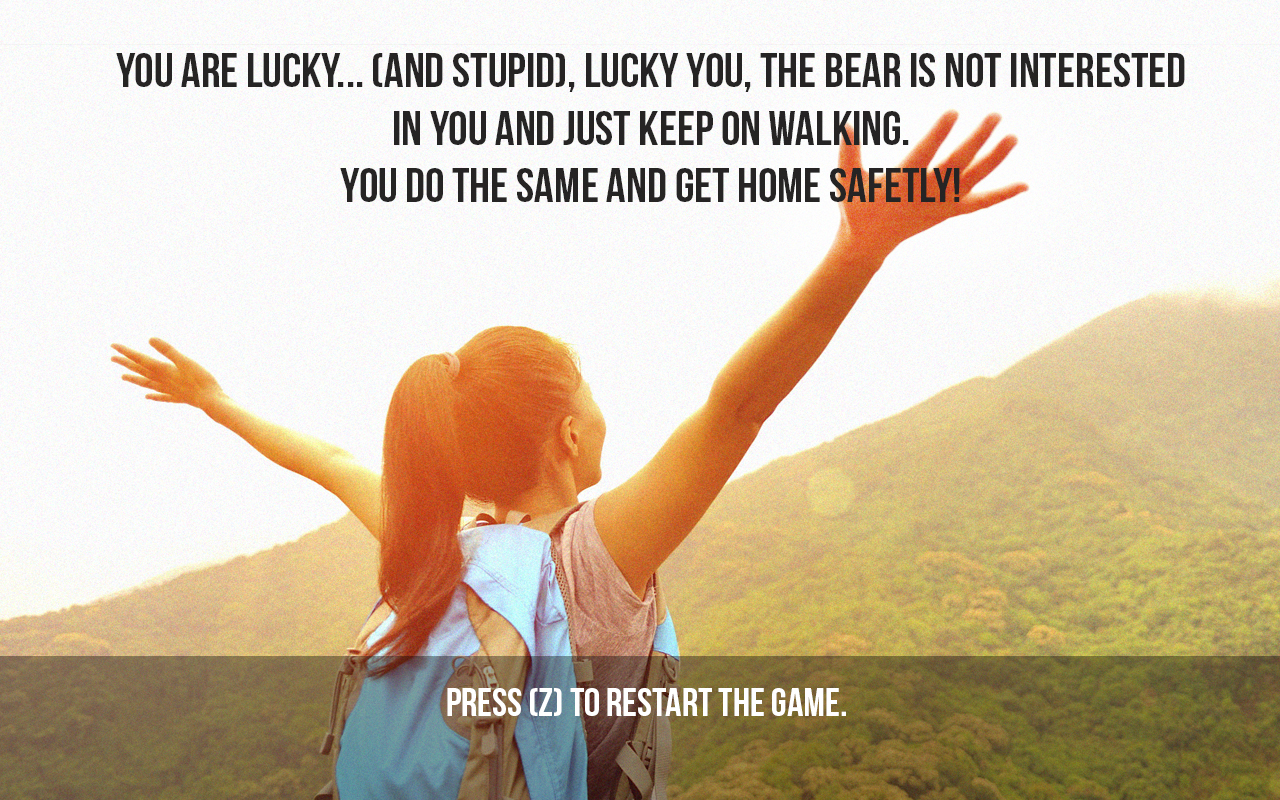 YOU ARE LUCKY... (AND STUPID), LUCKY YOU, THE BEAR IS NOT INTERESTED
IN YOU AND JUST KEEP ON WALKING.
YOU DO THE SAME AND GET HOME SAFETLY!
PRESS (Z) TO RESTART THE GAME.